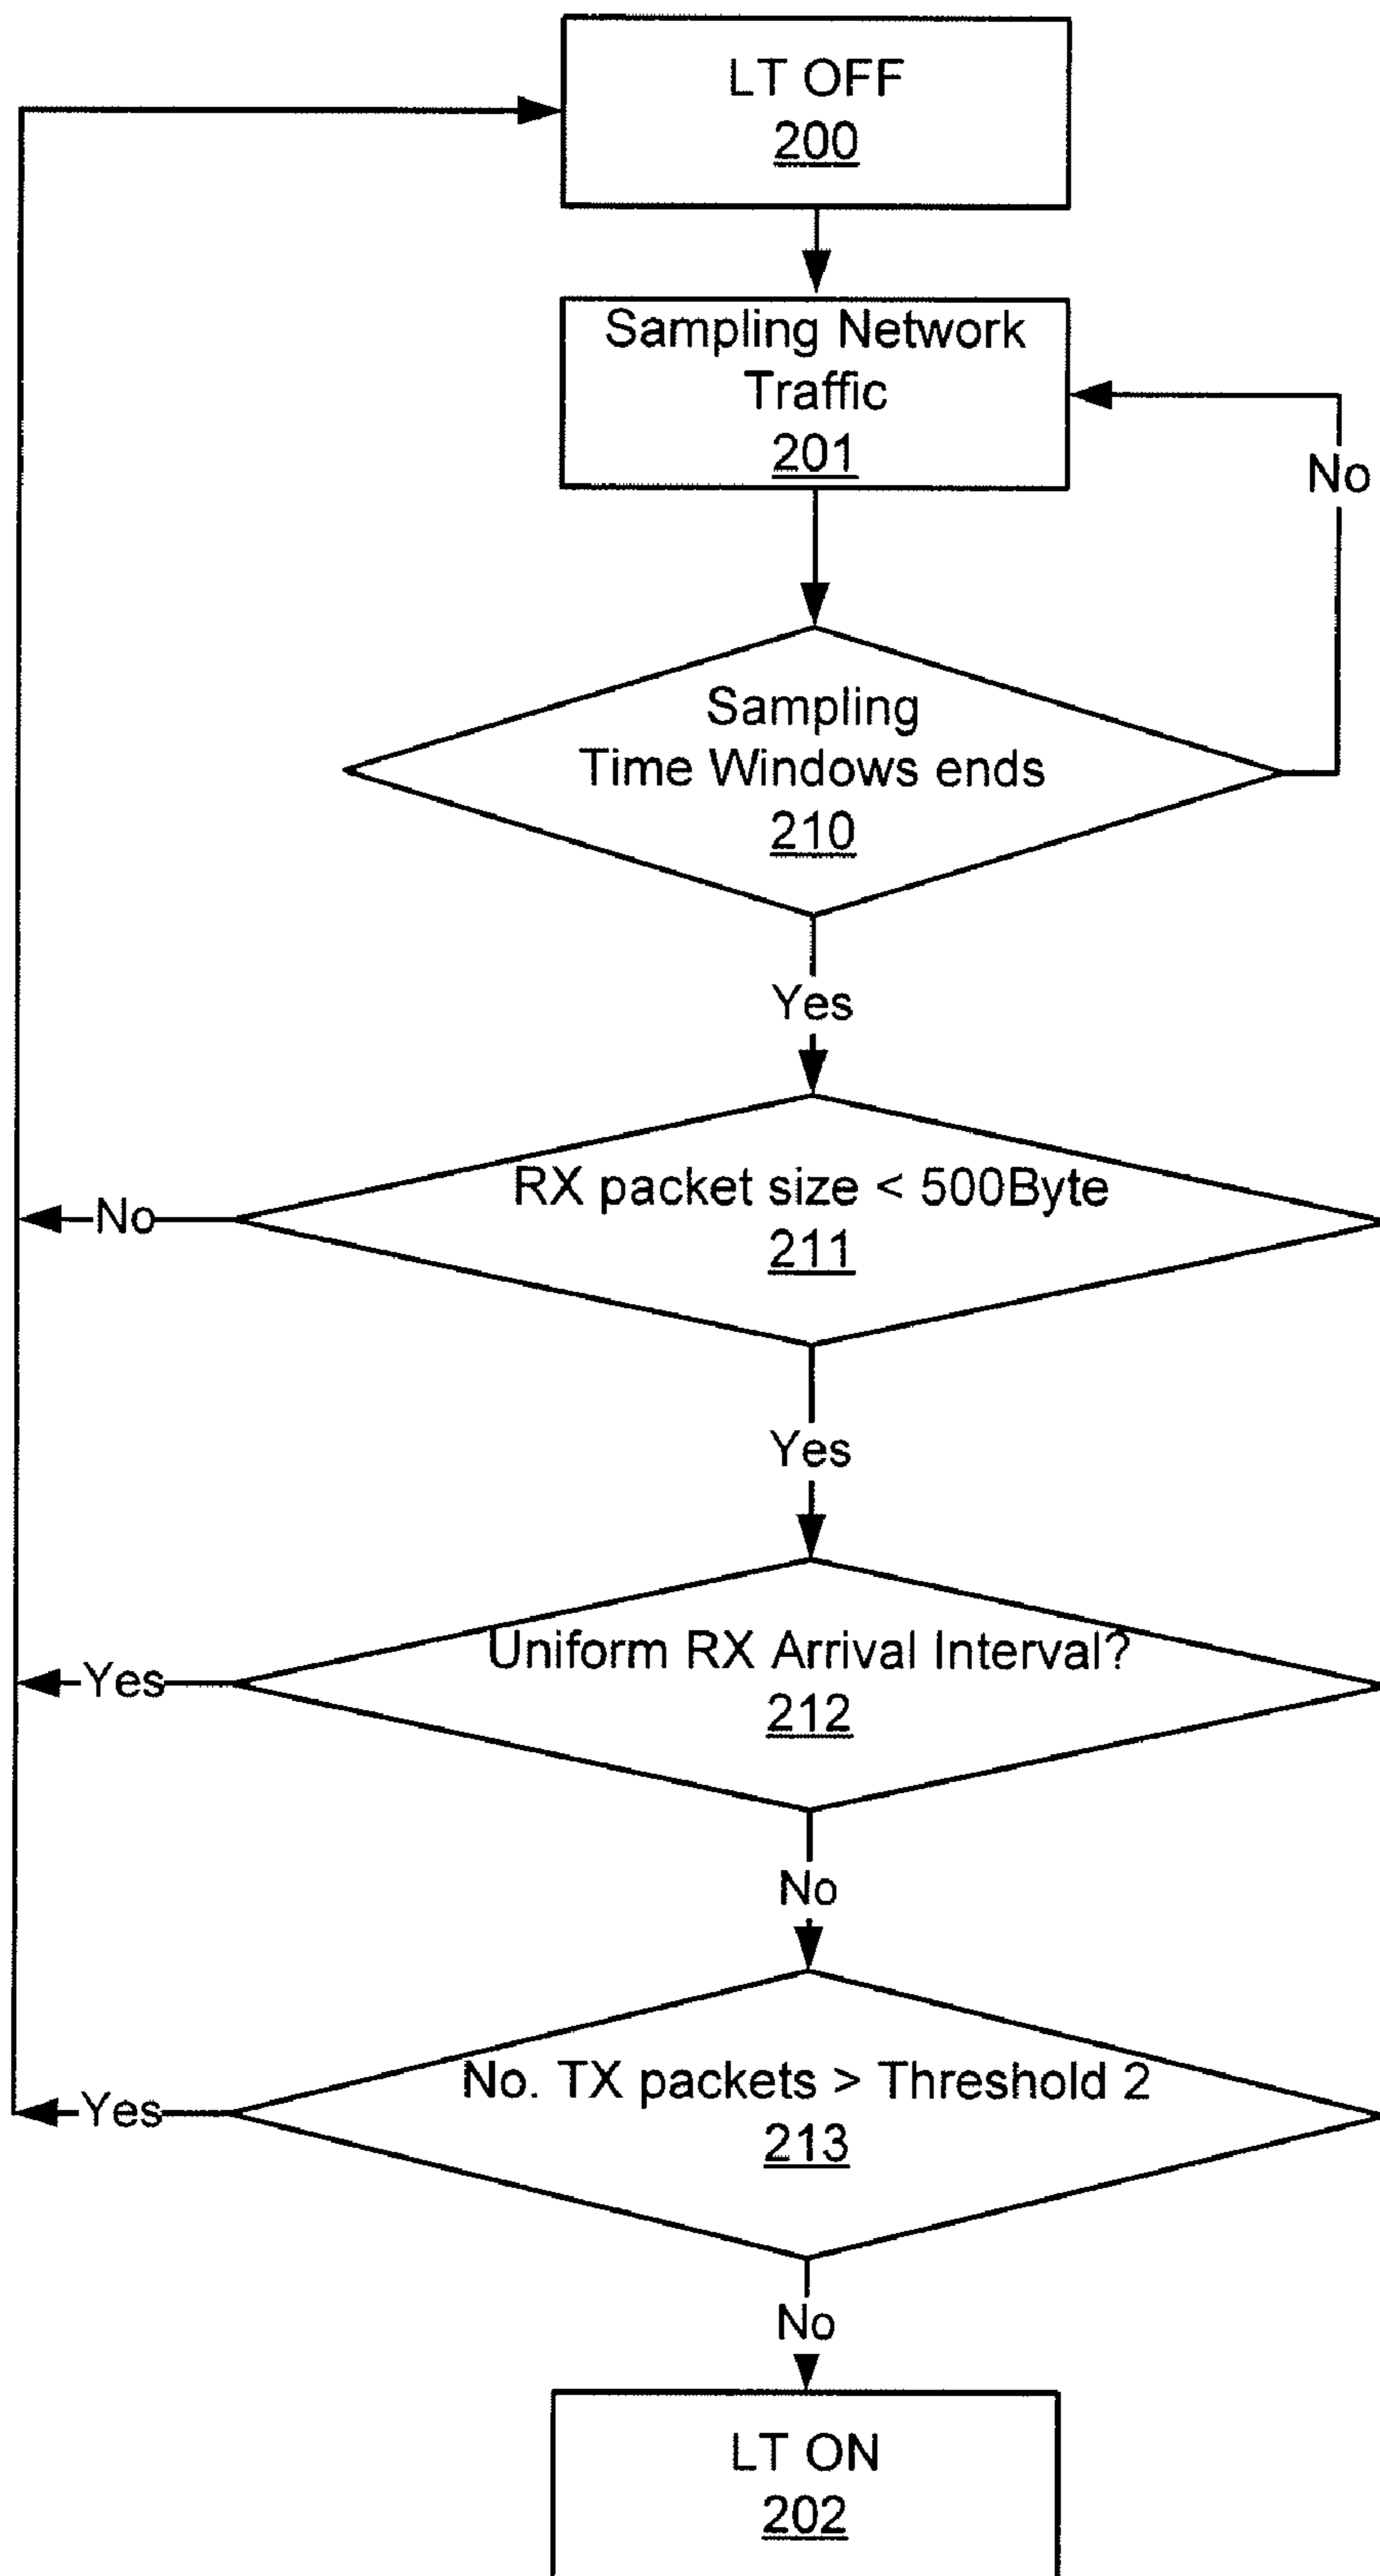 LT OFF
200
Sampling Network
Traffic
201
No
Sampling
Time Windows ends
210
Yes
RX packet size < 500Byte
211
No
Yes
Uniform RX Arrival Interval?
212
Yes
No
No. TX packets > Threshold 2
213
Yes
No
LT ON
202